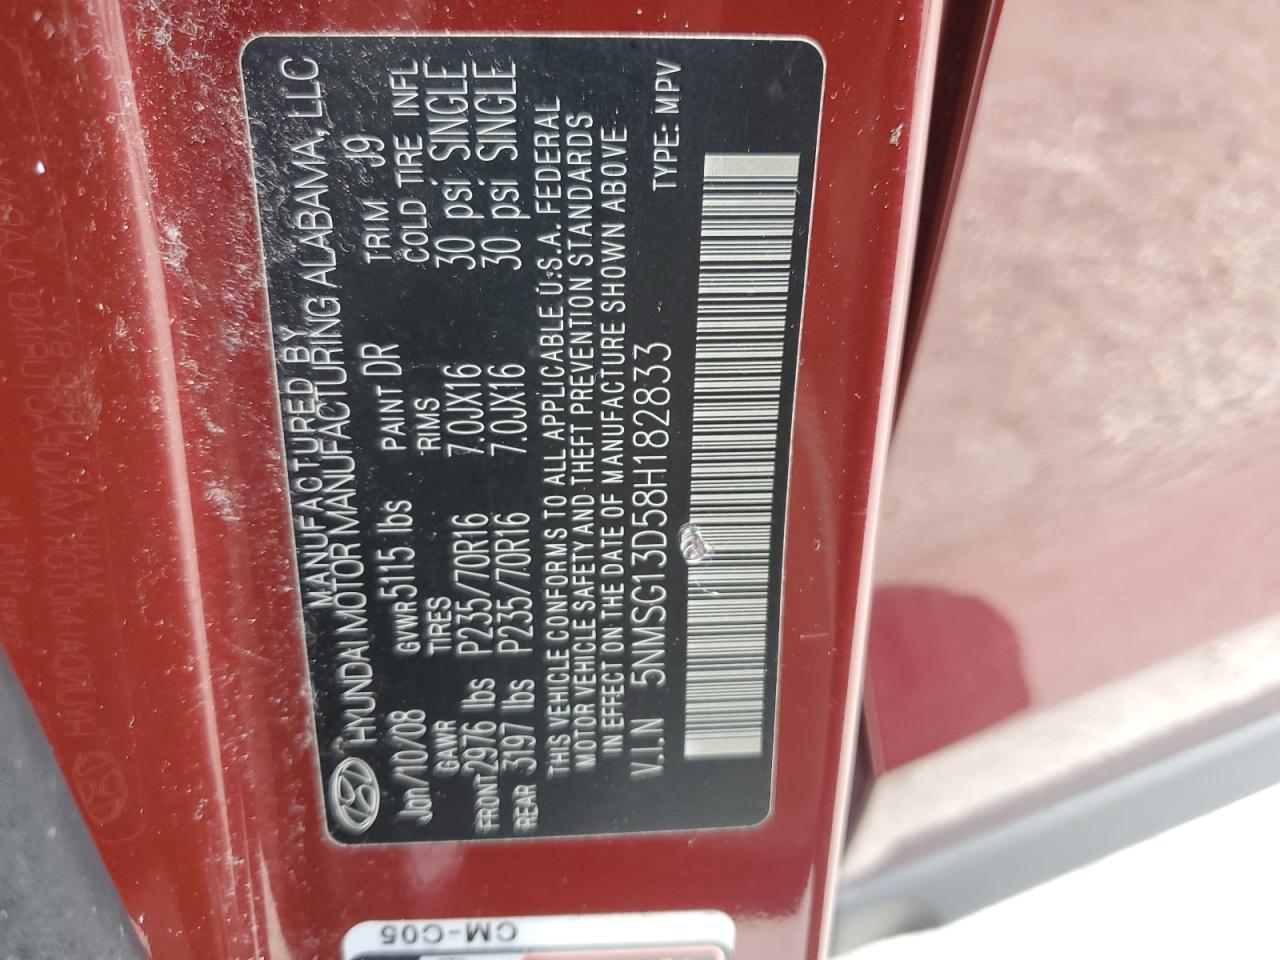 MANUFACTURED BY
HYUNDAI MOTOR MANUFACTURING ALABAMA, LLC
Jan/10/08 GVWR 5115 lbs PAINT DR TRIM J9
GAWR TIRES RIMS COLD TIRE INFL
FRONT 2976 lbs P235/70R16 7.0JX16 30 psi SINGLE
REAR 3197 lbs P235/70R16 7.0JX16 30 psi SINGLE
THIS VEHICLE CONFORMS TO ALL APPLICABLE U.S.A. FEDERAL
MOTOR VEHICLE SAFETY AND THEFT PREVENTION STANDARDS
IN EFFECT ON THE DATE OF MANUFACTURE SHOWN ABOVE
V.I.N 5NMSG13D58H182833 TYPE: MPV
CM-C05